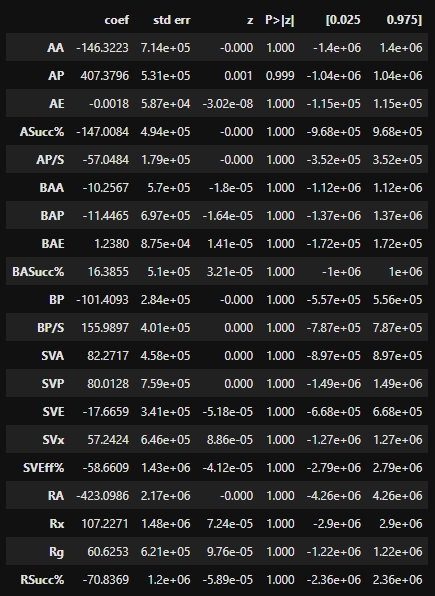 coef std err z P>|z| [0.025 0.975]
AA -146.3223 7.14e+05 -0.000 1.000 -1.4e+06 1.4e+06
AP 407.3796 5.31e+05 0.001 0.999 -1.04e+06 1.04e+06
AE -0.0018 5.87e+04 -3.02e-08 1.000 -1.15e+05 1.15e+05
ASucc% -147.0084 4.94e+05 -0.000 1.000 -9.68e+05 9.68e+05
AP/S -57.0484 1.79e+05 -0.000 1.000 -3.52e+05 3.52e+05
BAA -10.2567 5.7e+05 -1.8e-05 1.000 -1.12e+06 1.12e+06
BAP -11.4465 6.97e+05 -1.64e-05 1.000 -1.37e+06 1.37e+06
BAE 1.2380 8.75e+04 1.41e-05 1.000 -1.72e+05 1.72e+05
BASucc% 16.3855 5.1e+05 3.21e-05 1.000 -1e+06 1e+06
BP -101.4093 2.84e+05 -0.000 1.000 -5.57e+05 5.56e+05
BP/S 155.9897 4.01e+05 0.000 1.000 -7.87e+05 7.87e+05
SVA 82.2717 4.58e+05 0.000 1.000 -8.97e+05 8.97e+05
SVP 80.0128 7.59e+05 0.000 1.000 -1.49e+06 1.49e+06
SVE -17.6659 3.41e+05 -5.18e-05 1.000 -6.68e+05 6.68e+05
SVx 57.2424 6.46e+05 8.86e-05 1.000 -1.27e+06 1.27e+06
SVEff% -58.6609 1.43e+06 -4.12e-05 1.000 -2.79e+06 2.79e+06
RA -423.0986 2.17e+06 -0.000 1.000 -4.26e+06 4.26e+06
Rx 107.2271 1.48e+06 7.24e-05 1.000 -2.9e+06 2.9e+06
Rg 60.6253 6.21e+05 9.76e-05 1.000 -1.22e+06 1.22e+06
RSucc% -70.8369 1.2e+06 -5.89e-05 1.000 -2.36e+06 2.36e+06